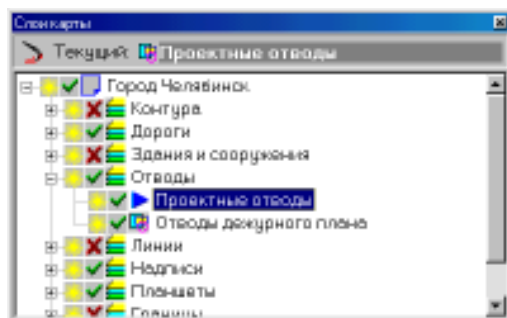 Слои карты
Текущий: Проектные отводы
Город Челябинск
Контура
Дороги
Здания и сооружения
Отводы
Проектные отводы
Отводы дежурного плана
Линии
Надписи
Планшеты
Границы